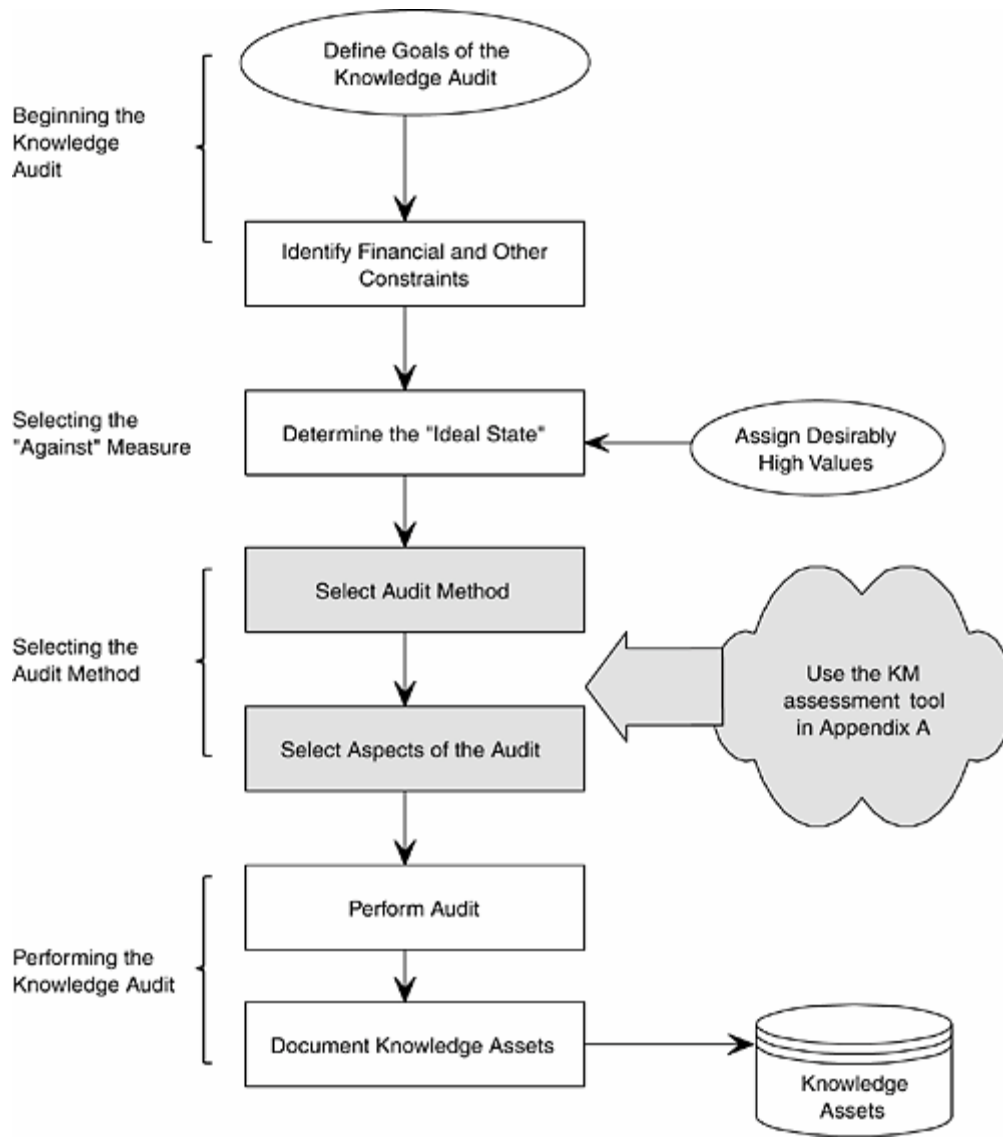 Define Goals of the
Knowledge Audit
Beginning the
Knowledge
Audit
Identify Financial and Other
Constraints
Selecting the
"Against" Measure
Determine the "Ideal State"
Assign Desirably
High Values
Select Audit Method
Selecting the
Audit Method
Use the KM
assessment tool
in Appendix A
Select Aspects of the Audit
Perform Audit
Performing the
Knowledge Audit
Document Knowledge Assets
Knowledge
Assets